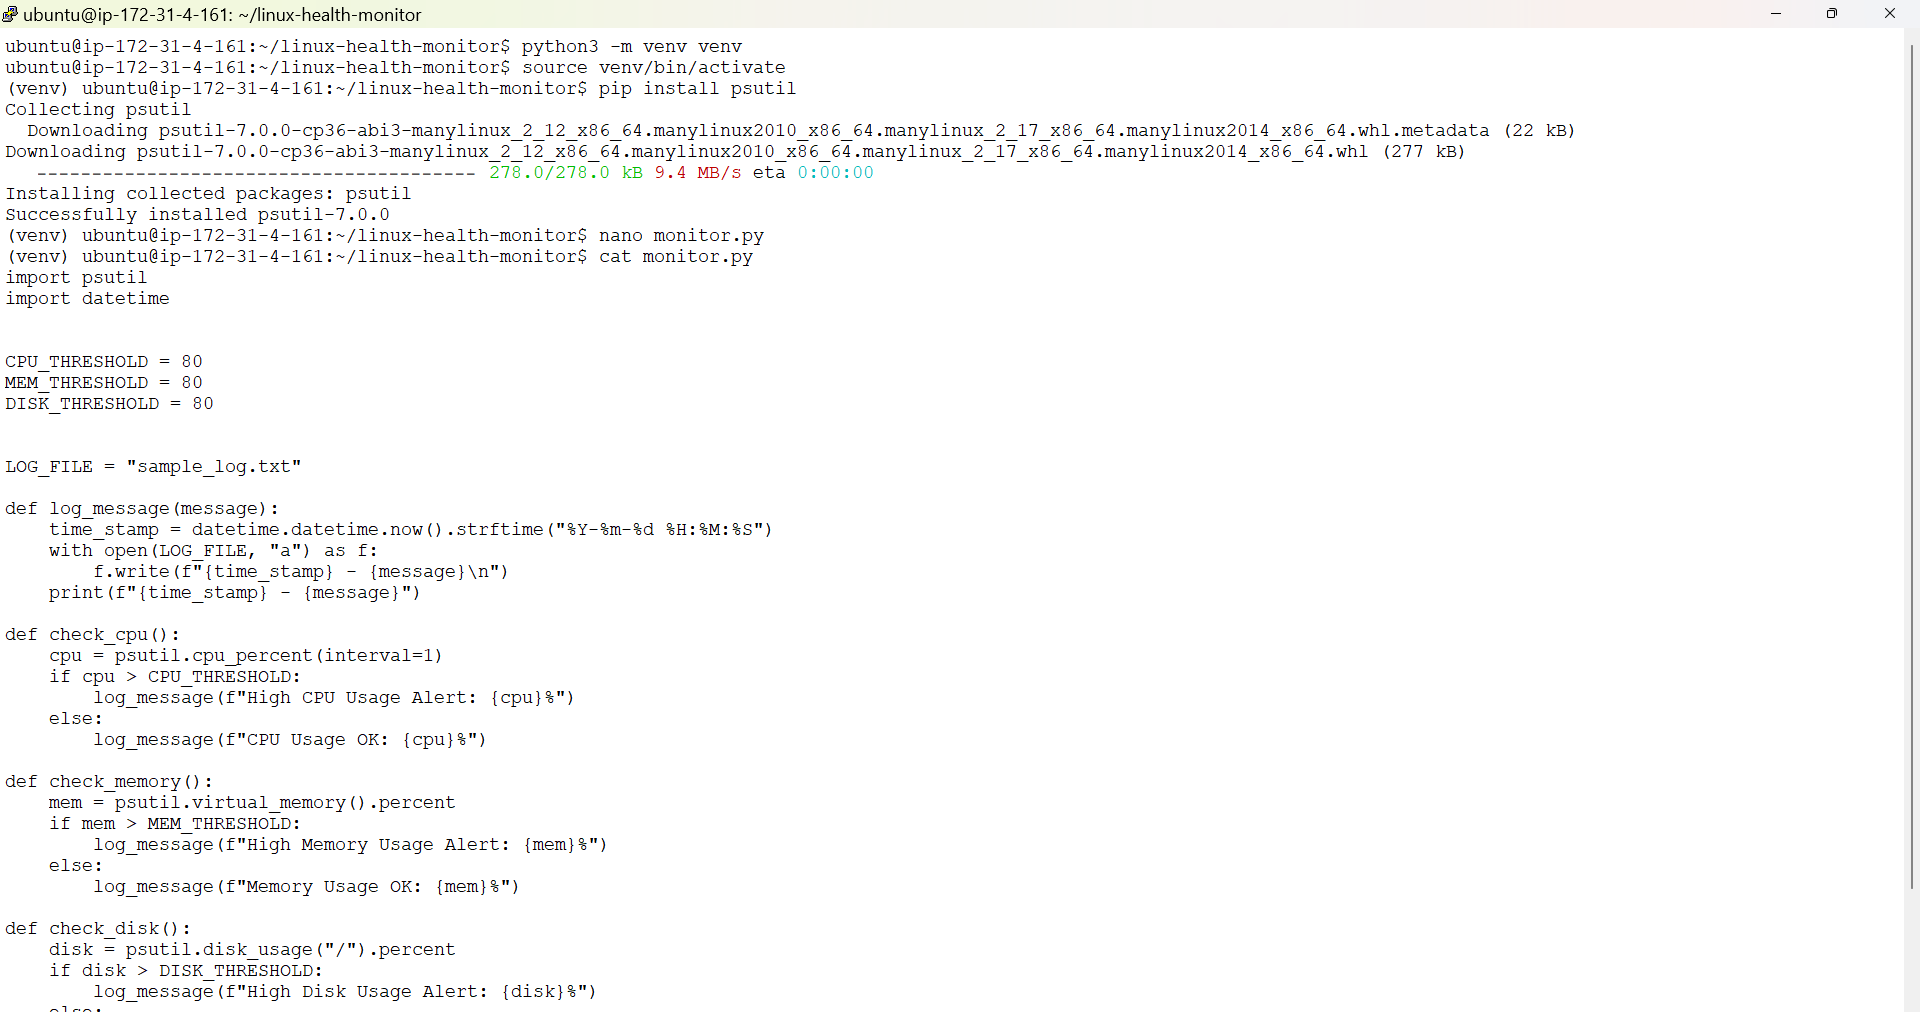 ubuntu@ip-172-31-4-161: ~/linux-health-monitor
ubuntu@ip-172-31-4-161:~/linux-health-monitor$ python3 -m venv venv
ubuntu@ip-172-31-4-161:~/linux-health-monitor$ source venv/bin/activate
(venv) ubuntu@ip-172-31-4-161:~/linux-health-monitor$ pip install psutil
Collecting psutil
  Downloading psutil-7.0.0-cp36-abi3-manylinux_2_12_x86_64.manylinux2010_x86_64.manylinux_2_17_x86_64.manylinux2014_x86_64.whl.metadata (22 kB)
Downloading psutil-7.0.0-cp36-abi3-manylinux_2_12_x86_64.manylinux2010_x86_64.manylinux_2_17_x86_64.manylinux2014_x86_64.whl (277 kB)
   ---------------------------------------- 278.0/278.0 kB 9.4 MB/s eta 0:00:00
Installing collected packages: psutil
Successfully installed psutil-7.0.0
(venv) ubuntu@ip-172-31-4-161:~/linux-health-monitor$ nano monitor.py
(venv) ubuntu@ip-172-31-4-161:~/linux-health-monitor$ cat monitor.py
import psutil
import datetime
CPU_THRESHOLD = 80
MEM_THRESHOLD = 80
DISK_THRESHOLD = 80
LOG_FILE = "sample_log.txt"
def log_message(message):
    time_stamp = datetime.datetime.now().strftime("%Y-%m-%d %H:%M:%S")
    with open(LOG_FILE, "a") as f:
        f.write(f"{time_stamp} - {message}\n")
    print(f"{time_stamp} - {message}")
def check_cpu():
    cpu = psutil.cpu_percent(interval=1)
    if cpu > CPU_THRESHOLD:
        log_message(f"High CPU Usage Alert: {cpu}%")
    else:
        log_message(f"CPU Usage OK: {cpu}%")
def check_memory():
    mem = psutil.virtual_memory().percent
    if mem > MEM_THRESHOLD:
        log_message(f"High Memory Usage Alert: {mem}%")
    else:
        log_message(f"Memory Usage OK: {mem}%")
def check_disk():
    disk = psutil.disk_usage("/").percent
    if disk > DISK_THRESHOLD:
        log_message(f"High Disk Usage Alert: {disk}%")
    else: